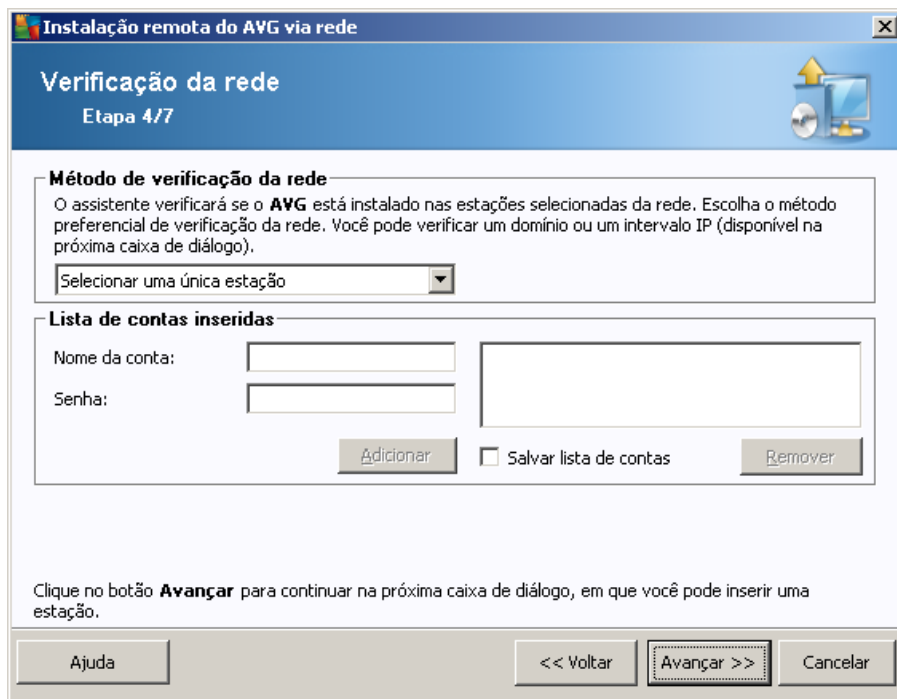 Instalação remota do AVG via rede
Verificação da rede
Etapa 4/7
Método de verificação da rede
O assistente verificará se o AVG está instalado nas estações selecionadas da rede. Escolha o método
preferencial de verificação da rede. Você pode verificar um domínio ou um intervalo IP (disponível na
próxima caixa de diálogo).
Selecionar uma única estação
Lista de contas inseridas
Nome da conta:
Senha:
Adicionar
Salvar lista de contas
Remover
Clique no botão Avançar para continuar na próxima caixa de diálogo, em que você pode inserir uma
estação.
Ajuda
<< Voltar
Avançar >>
Cancelar